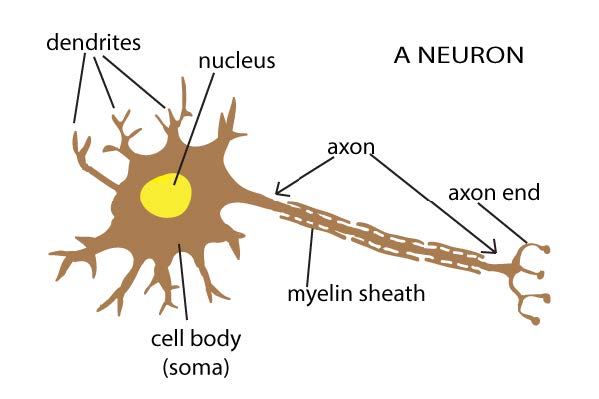 dendrites
nucleus
A NEURON
axon
axon end
myelin sheath
cell body
(soma)